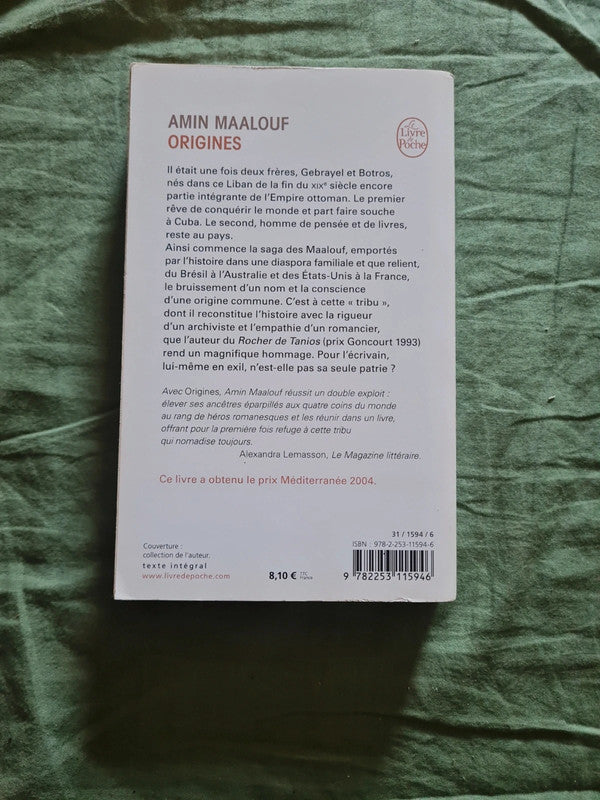 AMIN MAALOUF
ORIGINES
Le
Livre
de
Poche
Il était une fois deux frères, Gebrayel et Botros,
nés dans ce Liban de la fin du XIXe siècle encore
partie intégrante de l'Empire ottoman. Le premier
rêve de conquérir le monde et part faire souche
à Cuba. Le second, homme de pensée et de livres,
reste au pays.
Ainsi commence la saga des Maalouf, emportés
par l'histoire dans une diaspora familiale et que relient,
du Brésil à l'Australie et des États-Unis à la France,
le bruissement d'un nom et la conscience
d'une origine commune. C'est à cette « tribu »,
dont il reconstitue l'histoire avec la rigueur
d'un archiviste et l'empathie d'un romancier,
que l'auteur du Rocher de Tanios (prix Goncourt 1993)
rend un magnifique hommage. Pour l'écrivain,
lui-même en exil, n'est-elle pas sa seule patrie ?
Avec Origines, Amin Maalouf réussit un double exploit :
élever ses ancêtres éparpillés aux quatre coins du monde
au rang de héros romanesques et les réunir dans un livre,
offrant pour la première fois refuge à cette tribu
qui nomadise toujours.
Alexandra Lemasson, Le Magazine littéraire.
Ce livre a obtenu le prix Méditerranée 2004.
31 / 1594 / 6
ISBN : 978-2-253-11594-6
Couverture :
collection de l'auteur.
texte intégral
www.livredepoche.com
8,10 € TTC
France
9 782253 115946